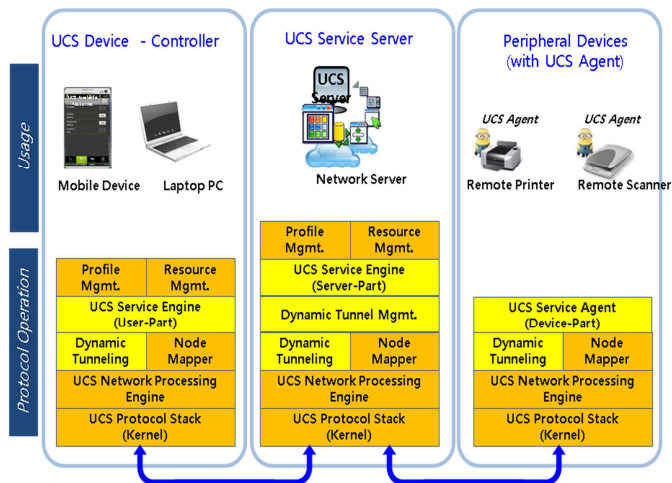 UCS Device - Controller
UCS Service Server
Peripheral Devices
(with UCS Agent)
Usage
UCS
Server
UCS Agent
UCS Agent
Mobile Device
Laptop PC
Network Server
Remote Printer
Remote Scanner
Protocol Operation
Profile
Mgmt.
Resource
Mgmt.
UCS Service Engine
(User-Part)
Dynamic
Tunneling
Node
Mapper
UCS Network Processing
Engine
UCS Protocol Stack
(Kernel)
Profile
Mgmt.
Resource
Mgmt.
UCS Service Engine
(Server-Part)
Dynamic Tunnel Mgmt.
Dynamic
Tunneling
Node
Mapper
UCS Network Processing
Engine
UCS Protocol Stack
(Kernel)
UCS Service Agent
(Device-Part)
Dynamic
Tunneling
Node
Mapper
UCS Network Processing
Engine
UCS Protocol Stack
(Kernel)